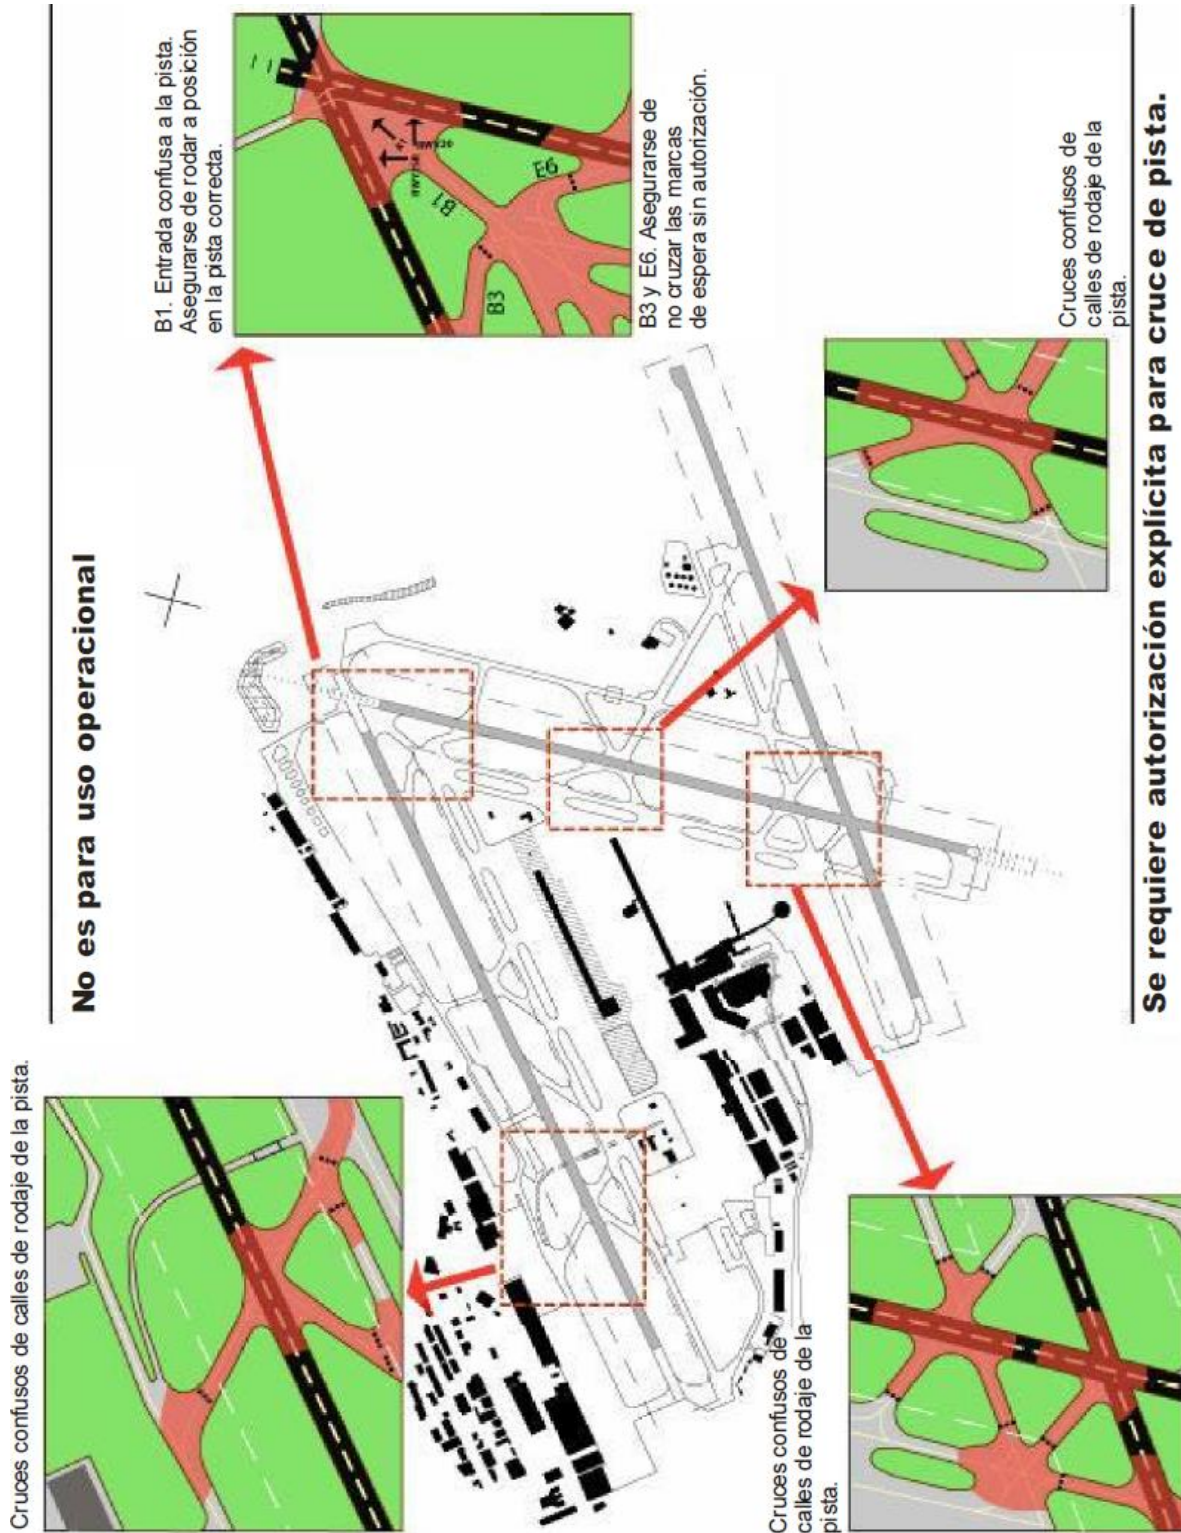 No es para uso operacional
B1. Entrada confusa a la pista.
Asegurarse de rodar a posición
en la pista correcta.
B1
E6
B3
B3 y E6. Asegurarse de
no cruzar las marcas
de espera sin autorización.
Cruces confusos de calles de rodaje de la pista.
Cruces confusos de
calles de rodaje de la
pista.
Cruces confusos de
calles de rodaje de la
pista.
Se requiere autorización explícita para cruce de pista.